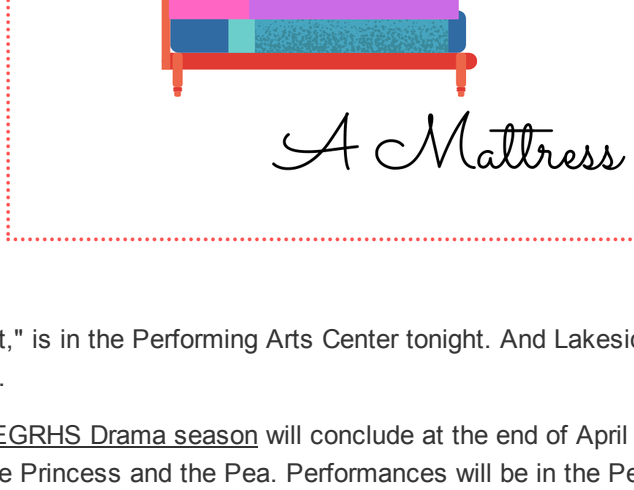 A Mattress
t," is in the Performing Arts Center tonight. And Lakesid
.
EGRHS Drama season will conclude at the end of April
e Princess and the Pea. Performances will be in the Pe